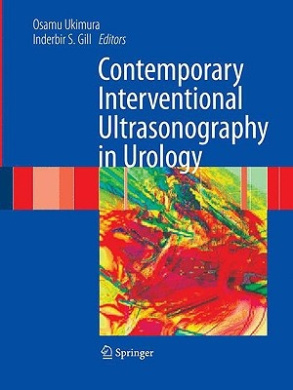 Osamu Ukimura
Inderbir S. Gill Editors
Contemporary
Interventional
Ultrasonography
in Urology
Springer